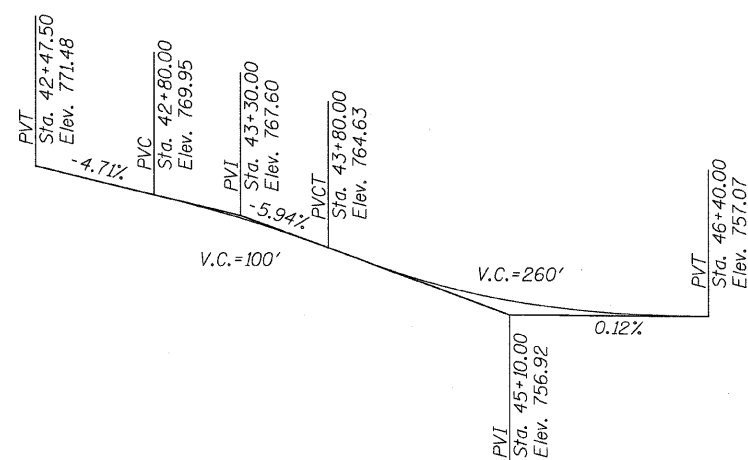 PVT
Sta. 42+47.50
Elev. 771.48
-4.71%
PVC
Sta. 42+80.00
Elev. 769.95
PVI
Sta. 43+30.00
Elev. 767.60
-5.94%
PVCT
Sta. 43+80.00
Elev. 764.63
V.C.=100'
V.C.=260'
PVI
Sta. 45+10.00
Elev. 756.92
0.12%
PVT
Sta. 46+40.00
Elev. 757.07